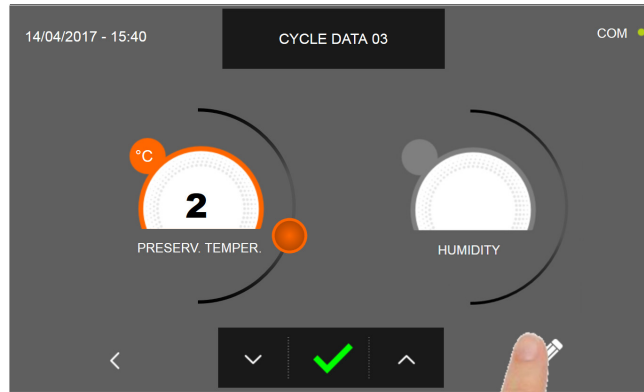 14/04/2017 - 15:40
CYCLE DATA 03
COM
°C
2
PRESERV. TEMPER.
HUMIDITY